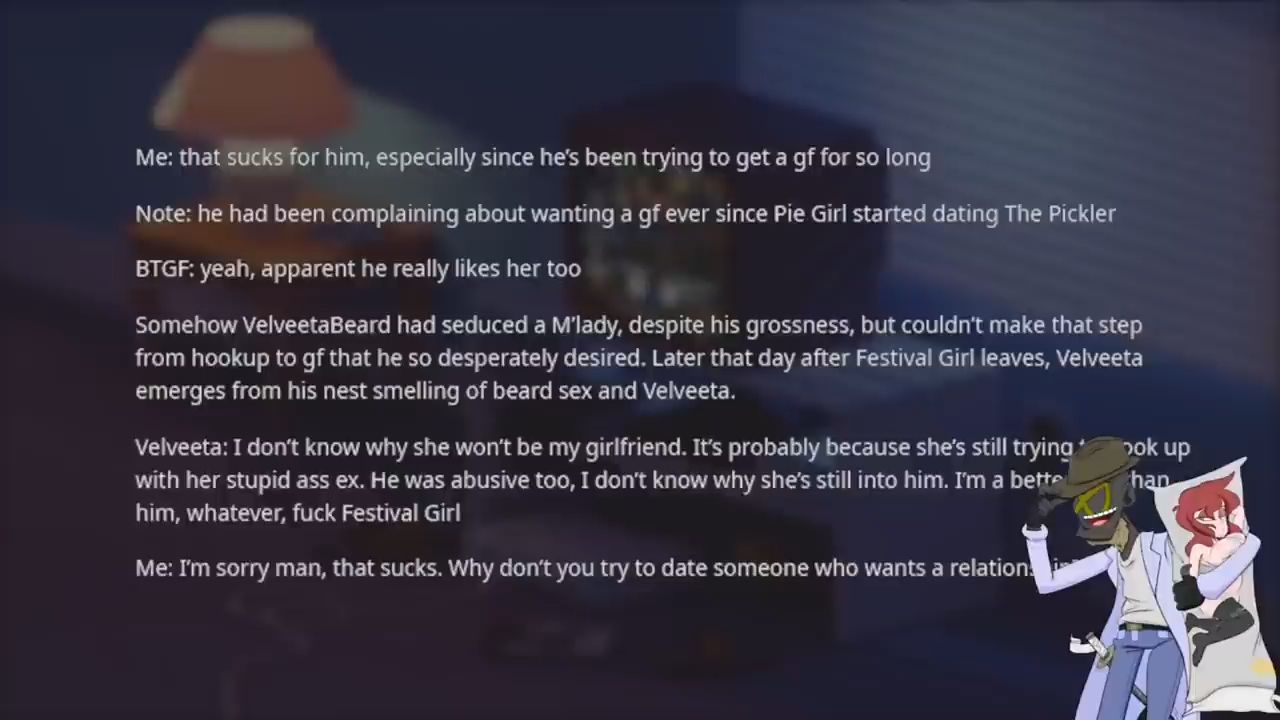 Me: that sucks for him, especially since he's been trying to get a gf for so long
Note: he had been complaining about wanting a gf ever since Pie Girl started dating The Pickler
BTGF: yeah, apparent he really likes her too
Somehow VelveetaBeard had seduced a M'lady, despite his grossness, but couldn't make that step
from hookup to gf that he so desperately desired. Later that day after Festival Girl leaves, Velveeta
emerges from his nest smelling of beard sex and Velveeta.
Velveeta: I don't know why she won't be my girlfriend. It's probably because she's still trying up
with her stupid ass ex. He was abusive too, I don't know why she's still into him. I'm a
him, whatever, fuck Festival Girl
Me: I'm sorry man, that sucks. Why don't you try to date someone who wants a